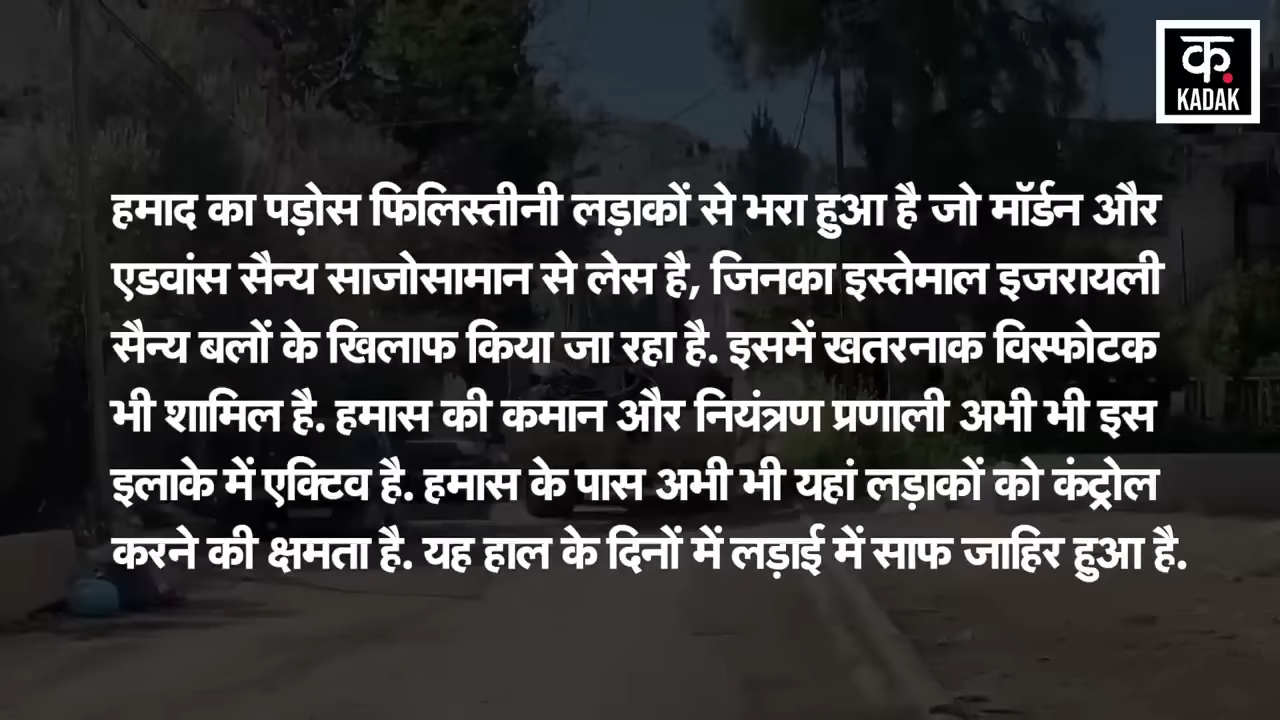 क.
KADAK
हमाद का पड़ोस फिलिस्तीनी लड़ाकों से भरा हुआ है जो मॉर्डन और
एडवांस सैन्य साजोसामान से लेस है, जिनका इस्तेमाल इजरायली
सैन्य बलों के खिलाफ किया जा रहा है. इसमें खतरनाक विस्फोटक
भी शामिल है. हमास की कमान और नियंत्रण प्रणाली अभी भी इस
इलाके में एक्टिव है. हमास के पास अभी भी यहां लड़ाकों को कंट्रोल
करने की क्षमता है. यह हाल के दिनों में लड़ाई में साफ जाहिर हुआ है.